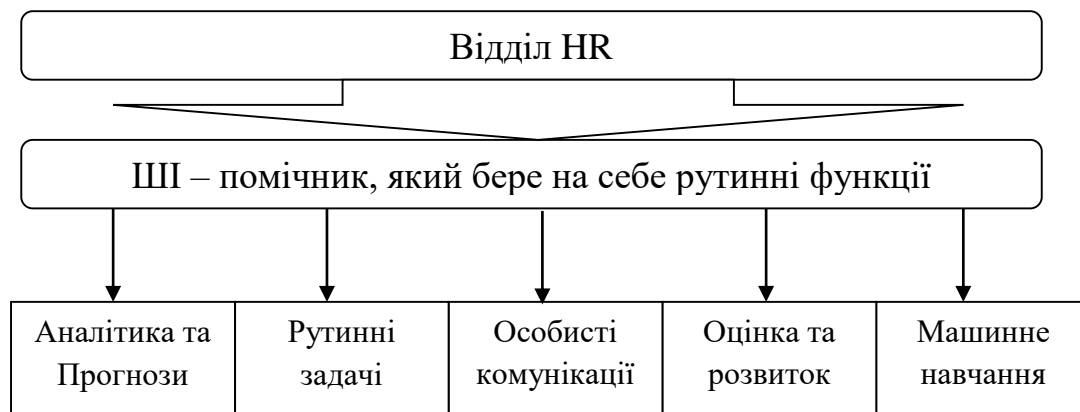 Відділ HR
ШІ – помічник, який бере на себе рутинні функції
Аналітика та
Прогнози
Рутинні
задачі
Особисті
комунікації
Оцінка та
розвиток
Машинне
навчання